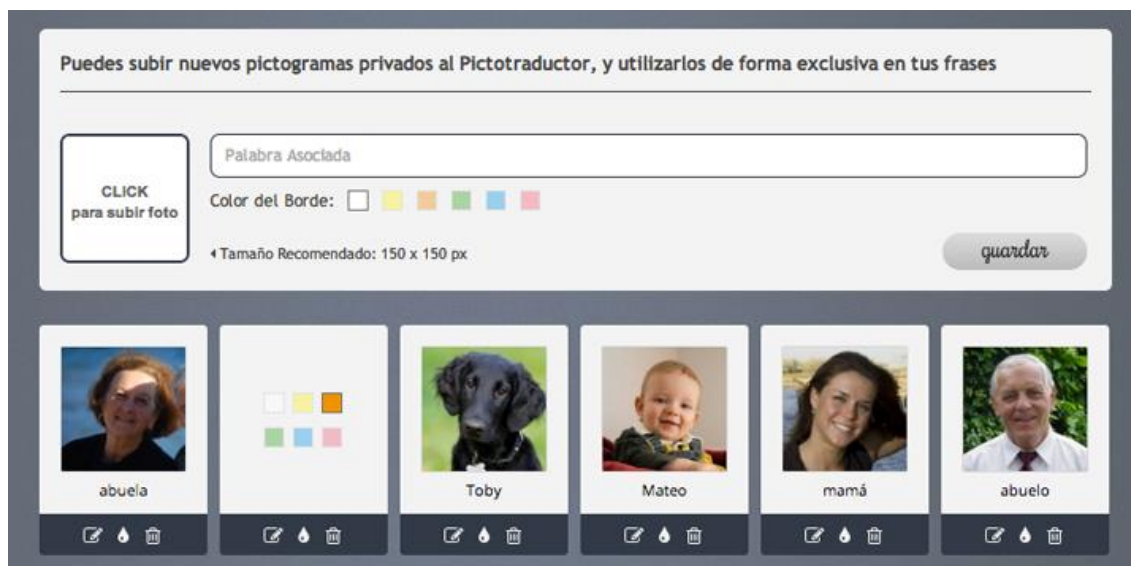 Puedes subir nuevos pictogramas privados al Pictotraductor, y utilizarlos de forma exclusiva en tus frases
Palabra Asociada
CLICK
para subir foto
Color del Borde:
Tamaño Recomendado: 150 x 150 px
guardar
abuela
Toby
Mateo
mamá
abuelo